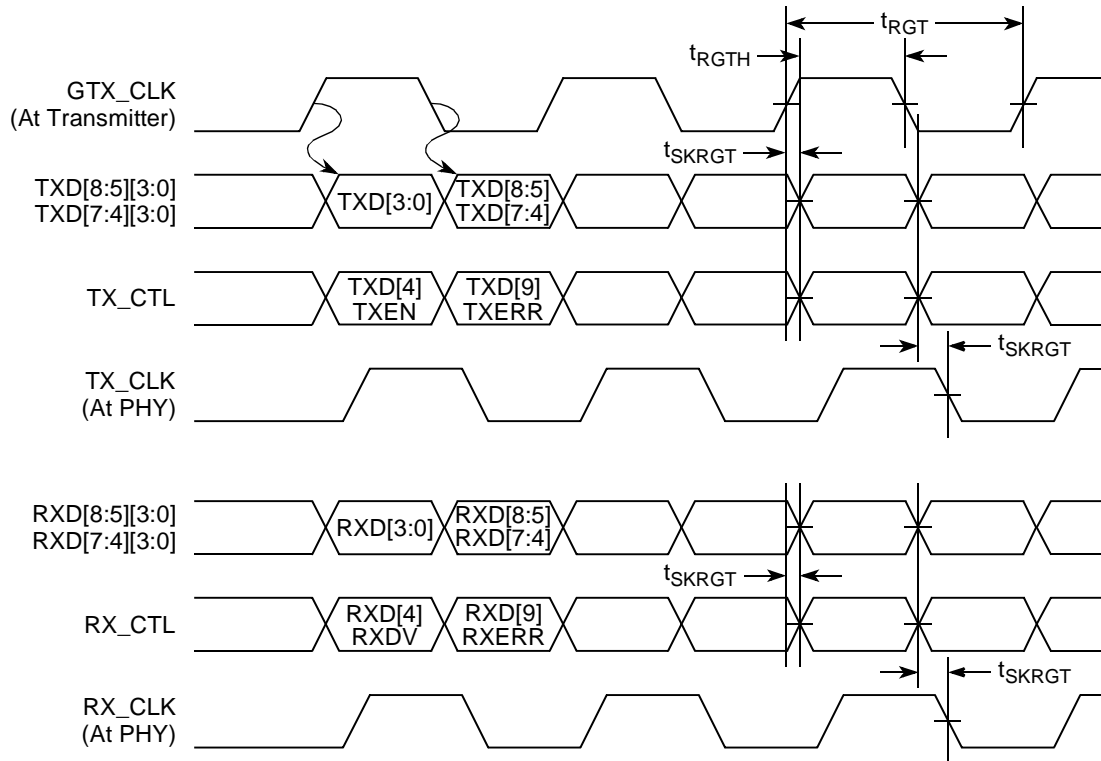 tRGT
tRGTH
GTX_CLK
(At Transmitter)
tSKRGT
TXD[8:5][3:0]
TXD[7:4][3:0]
TXD[3:0]
TXD[8:5]
TXD[7:4]
TX_CTL
TXD[4]
TXEN
TXD[9]
TXERR
tSKRGT
TX_CLK
(At PHY)
RXD[8:5][3:0]
RXD[7:4][3:0]
RXD[3:0]
RXD[8:5]
RXD[7:4]
tSKRGT
RX_CTL
RXD[4]
RXDV
RXD[9]
RXERR
tSKRGT
RX_CLK
(At PHY)